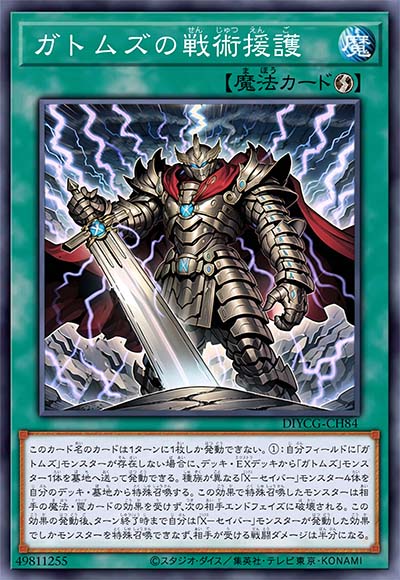 ガトムズの戦術援護
魔
【魔法カード】
DIYCG-CH84
このカード名のカードは1ターンに1枚しか発動できない。①:自分フィールドに「ガ
トムズ」モンスターが存在しない場合に、デッキ・EXデッキから「ガトムズ」モンス
ター1体を墓地へ送って発動できる。種族が異なる「X-セイバー」モンスター4体を
自分のデッキ・墓地から特殊召喚する。この効果で特殊召喚したモンスターは相
手の魔法・罠カードの効果を受けず、次の相手エンドフェイズに破壊される。この
効果の発動後、ターン終了時まで自分は「X-セイバー」モンスターが発動した効果
でしかモンスターを特殊召喚できなず、相手が受ける戦闘ダメージは半分になる。
49811255
©スタジオ・ダイス/集英社・テレビ東京・KONAMI